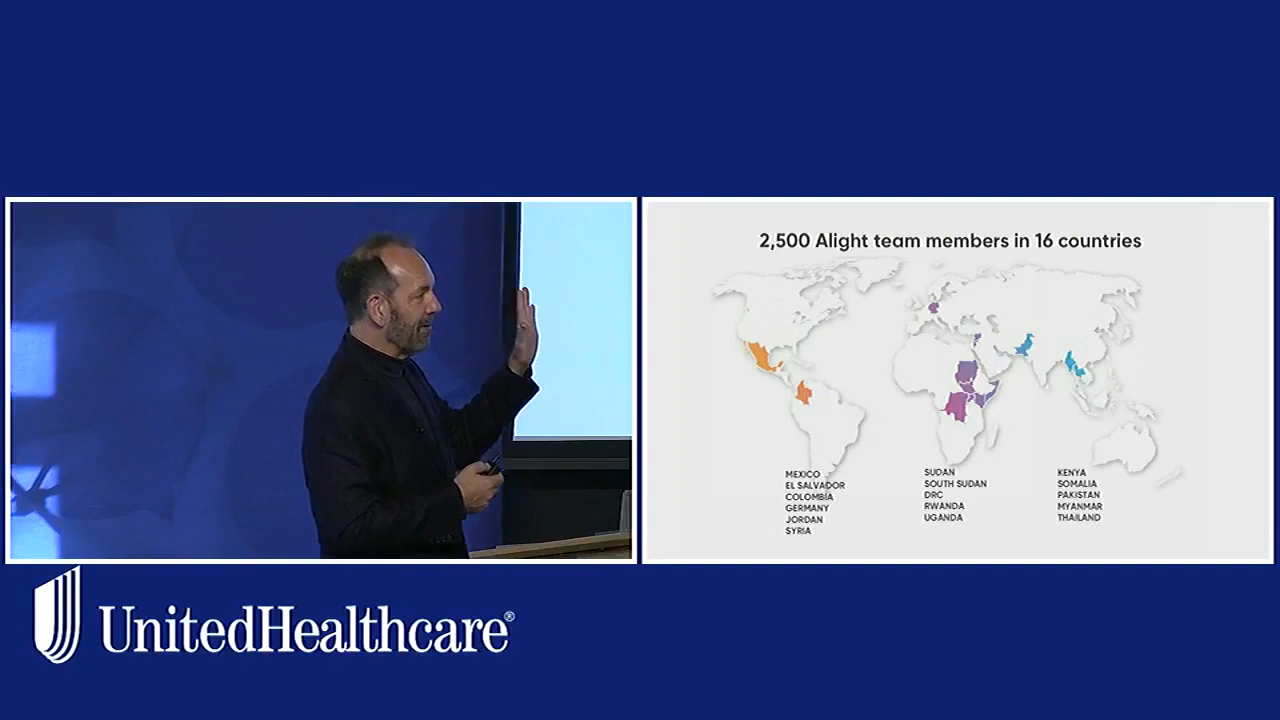 2,500 Alight team members in 16 countries
MEXICO
EL SALVADOR
COLOMBIA
GERMANY
JORDAN
SYRIA
SUDAN
SOUTH SUDAN
DRC
RWANDA
UGANDA
KENYA
SOMALIA
PAKISTAN
MYANMAR
THAILAND
UnitedHealthcare®